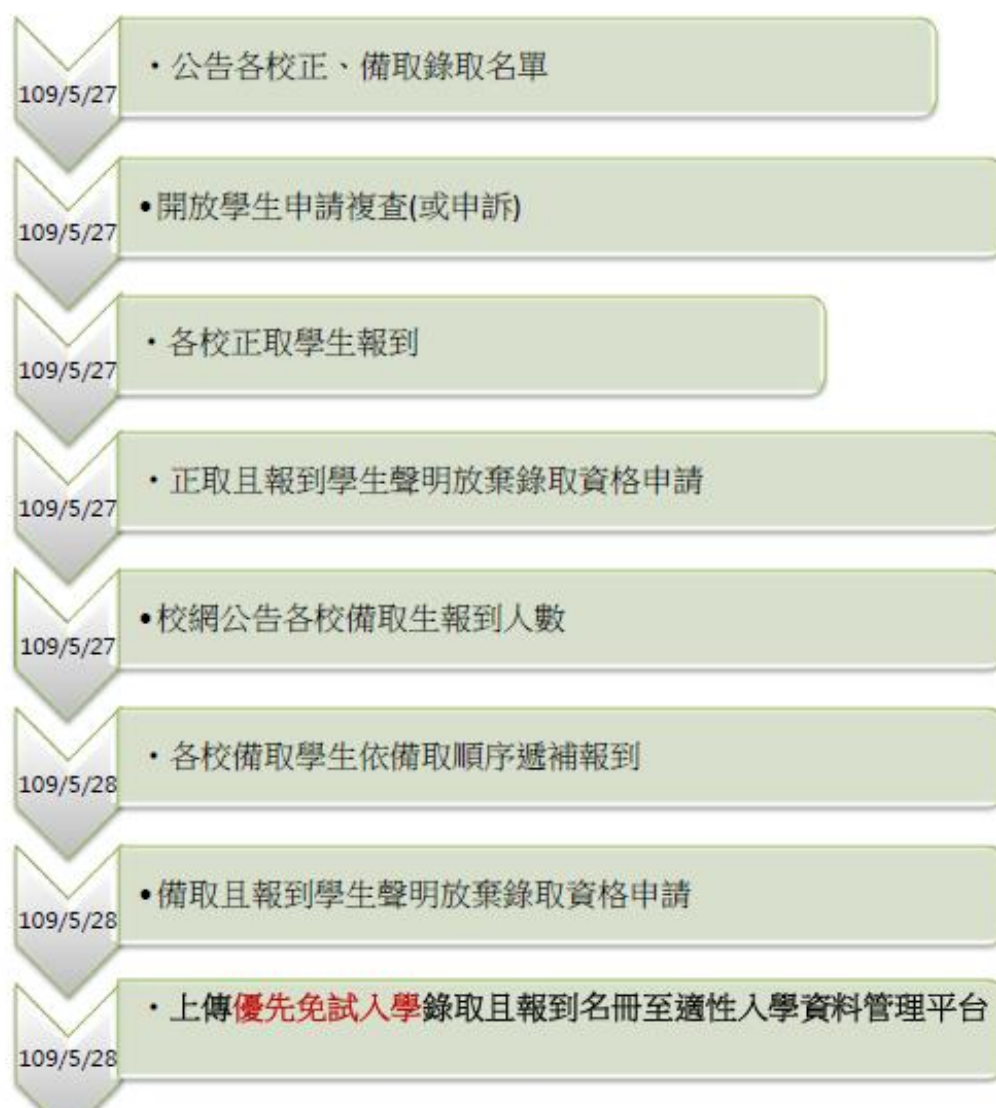 109/5/27
・公告各校正、備取錄取名單
109/5/27
•開放學生申請複查(或申訴)
109/5/27
・各校正取學生報到
109/5/27
・正取且報到學生聲明放棄錄取資格申請
109/5/27
•校網公告各校備取生報到人數
109/5/28
・各校備取學生依備取順序遞補報到
109/5/28
•備取且報到學生聲明放棄錄取資格申請
109/5/28
・上傳優先免試入學錄取且報到名冊至適性入學資料管理平台